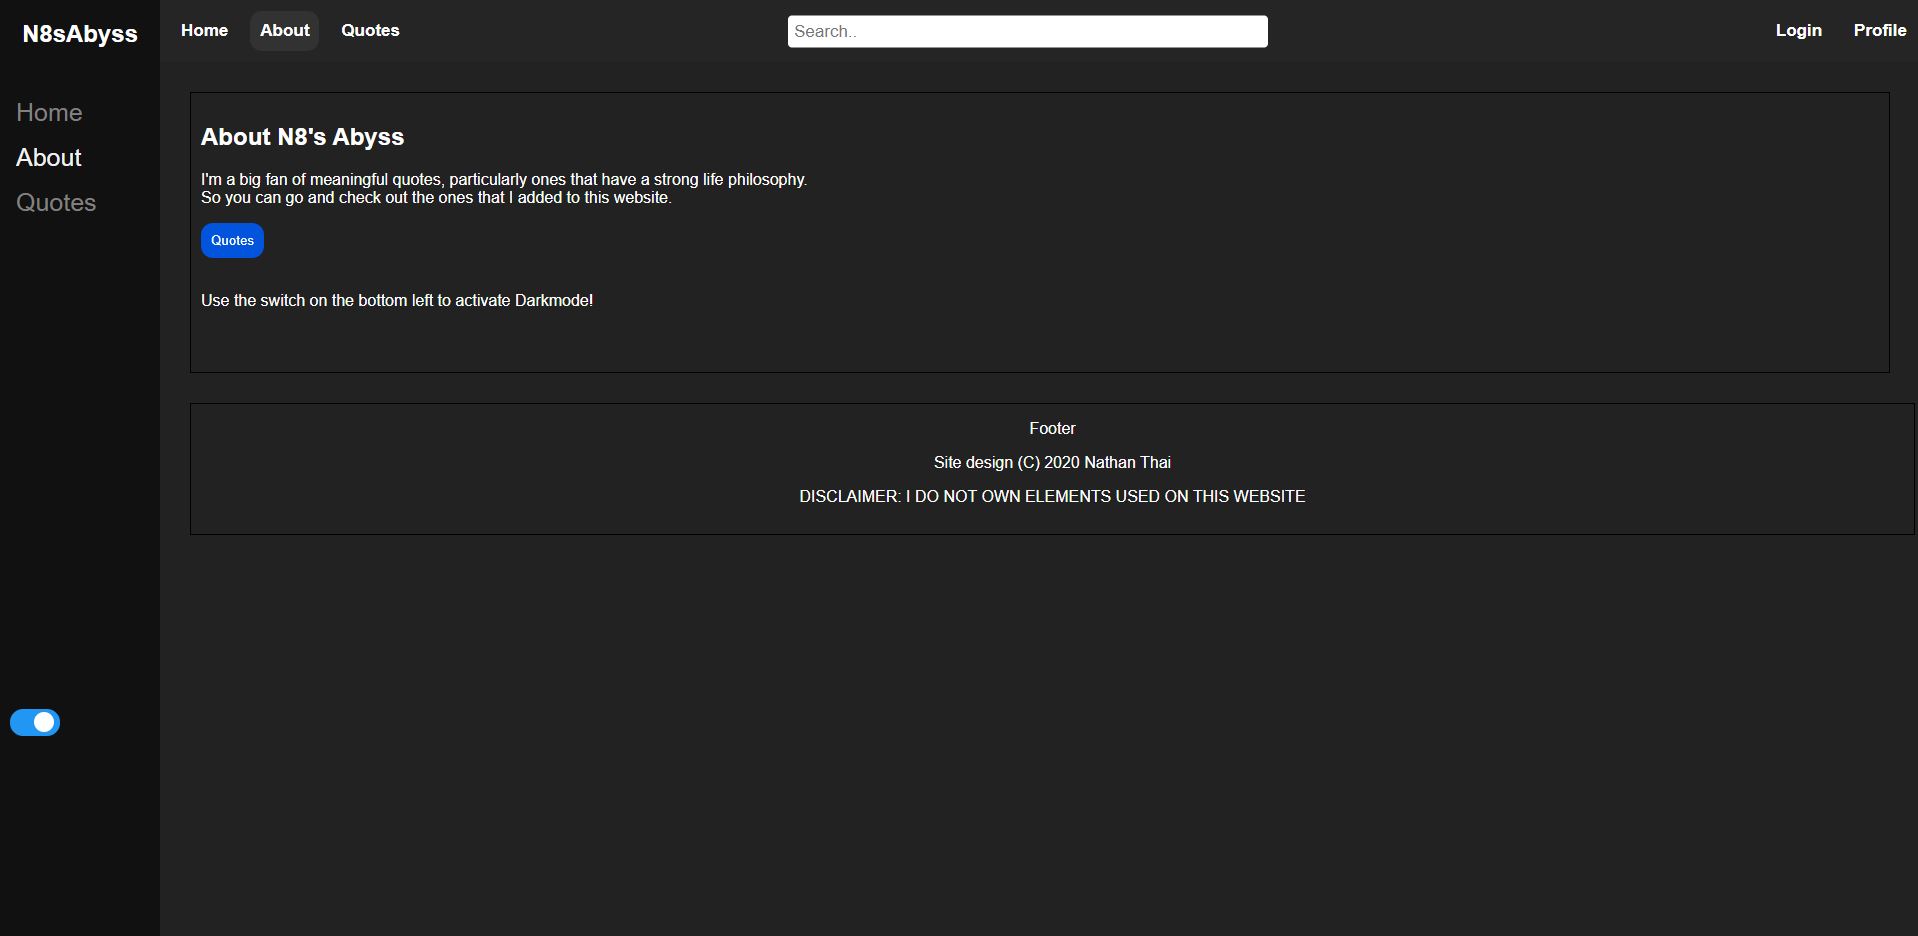 N8sAbyss
Home
About
Quotes
Search..
Login
Profile
Home
About
Quotes
About N8's Abyss
I'm a big fan of meaningful quotes, particularly ones that have a strong life philosophy.
So you can go and check out the ones that I added to this website.
Quotes
Use the switch on the bottom left to activate Darkmode!
Footer
Site design (C) 2020 Nathan Thai
DISCLAIMER: I DO NOT OWN ELEMENTS USED ON THIS WEBSITE